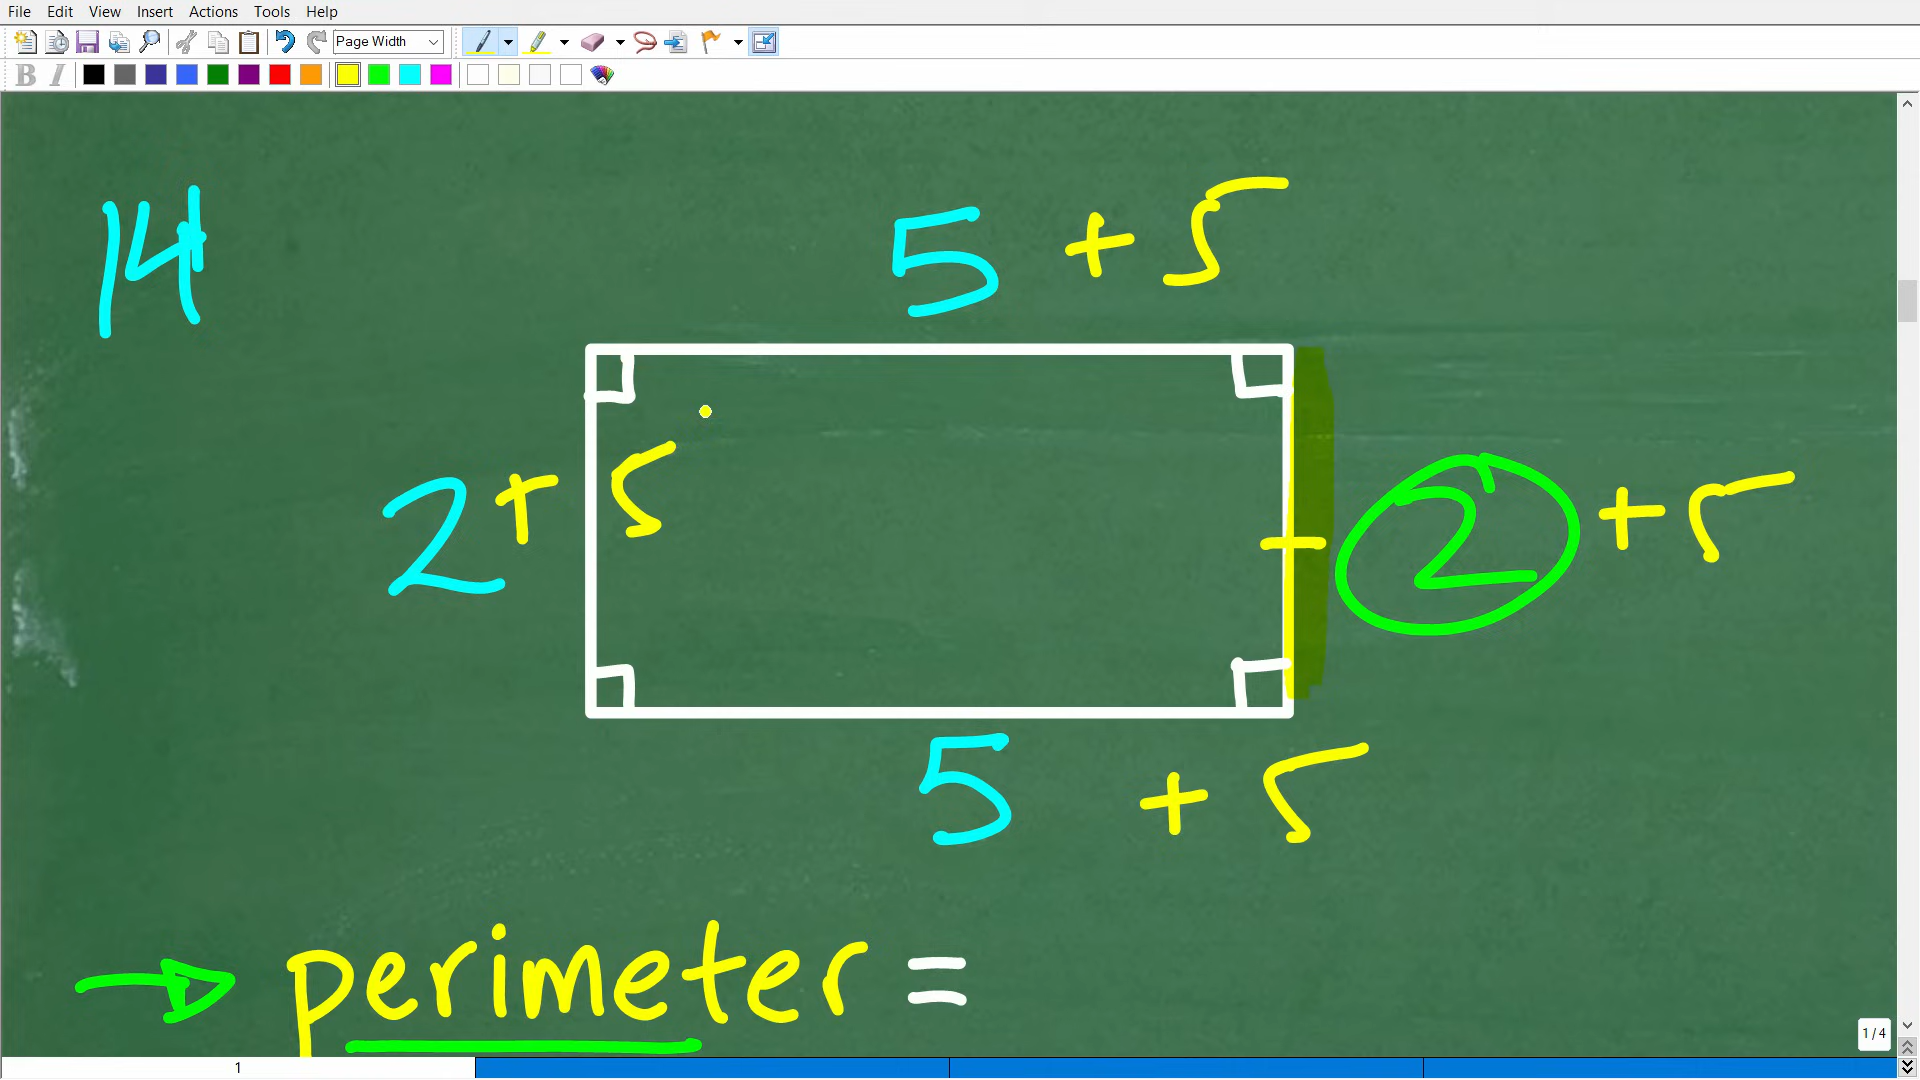 File Edit View Insert Actions Tools Help
Page Width
B I
14
5 + 5
2 + 5
2 + 5
5 + 5
perimeter =
1 / 4
1